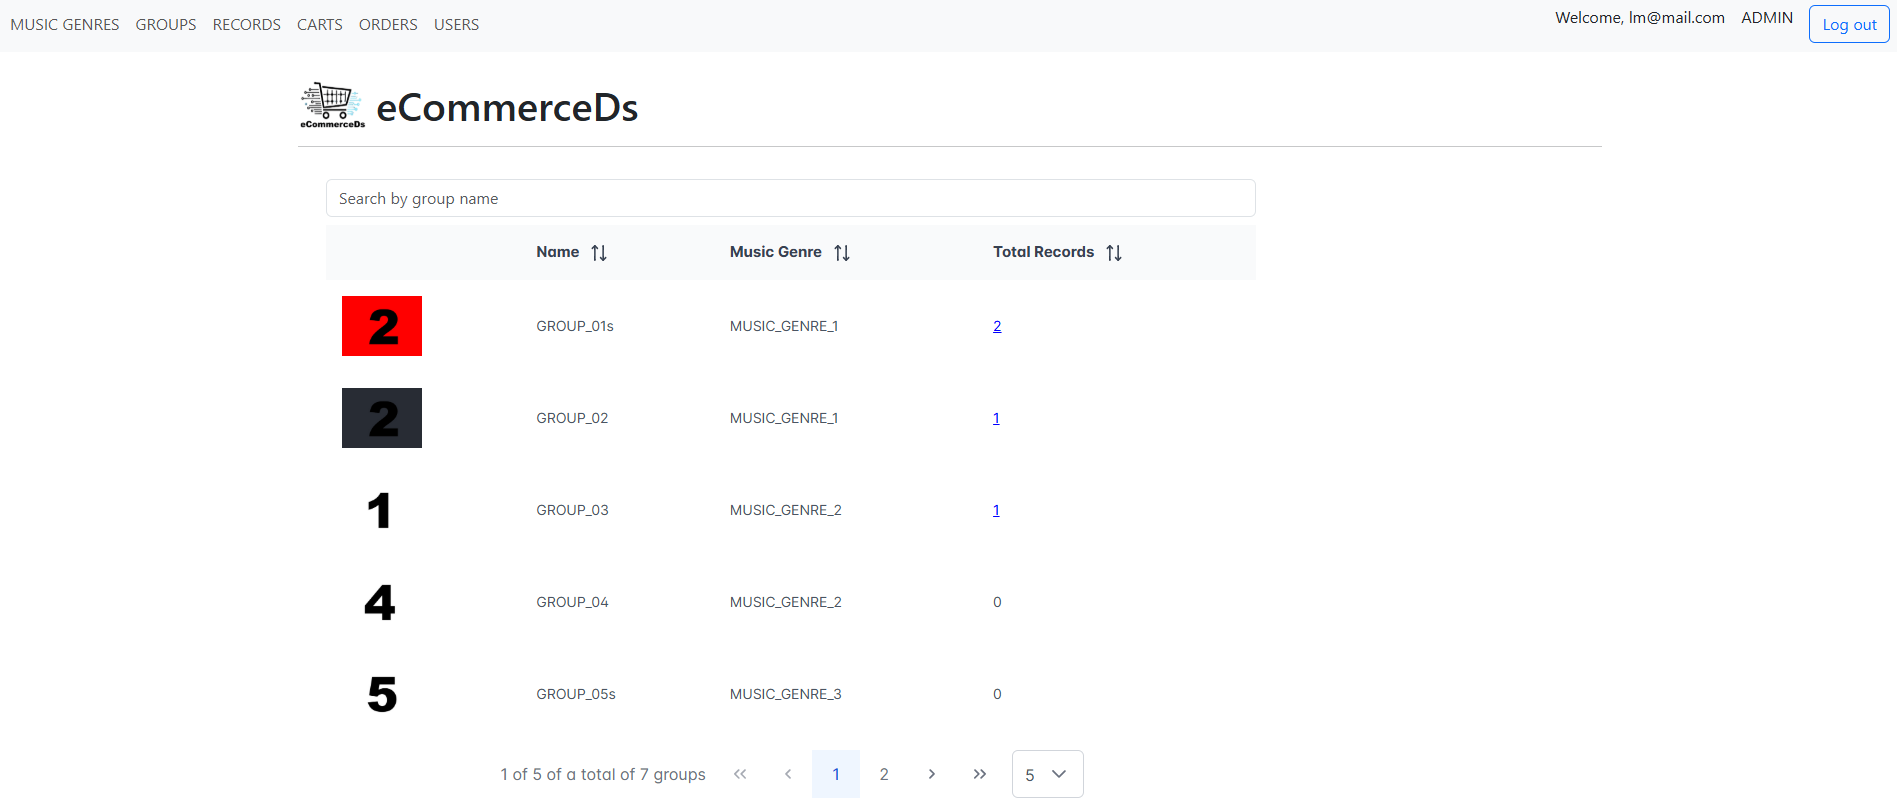 MUSIC GENRES GROUPS RECORDS CARTS ORDERS USERS Welcome, lm@mail.com ADMIN Log out
eCommerceDs eCommerceDs
Search by group name
Name Music Genre Total Records
2 GROUP_01s MUSIC_GENRE_1 2
2 GROUP_02 MUSIC_GENRE_1 1
1 GROUP_03 MUSIC_GENRE_2 1
4 GROUP_04 MUSIC_GENRE_2 0
5 GROUP_05s MUSIC_GENRE_3 0
1 of 5 of a total of 7 groups « ‹ 1 2 › » 5